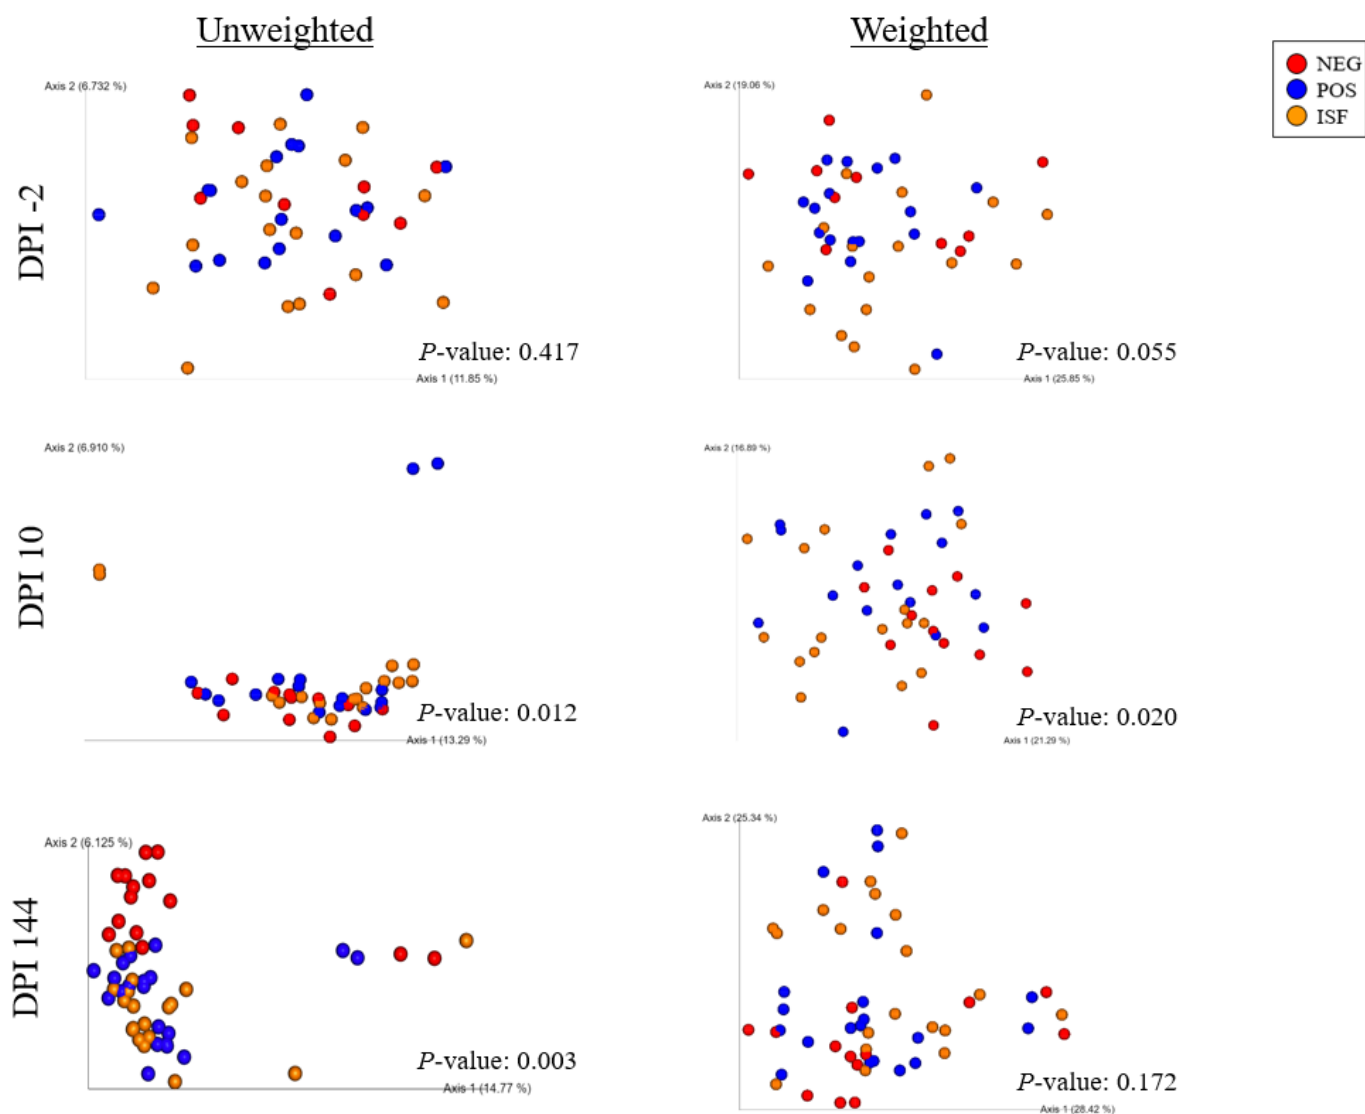 Unweighted
Weighted
NEG
POS
ISF
DPI -2
Axis 2 (6.732 %)
P-value: 0.417
Axis 1 (11.85 %)
Axis 2 (19.06 %)
P-value: 0.055
Axis 1 (25.85 %)
DPI 10
Axis 2 (6.910 %)
P-value: 0.012
Axis 1 (13.29 %)
Axis 2 (16.89 %)
P-value: 0.020
Axis 1 (21.29 %)
DPI 144
Axis 2 (6.125 %)
P-value: 0.003
Axis 1 (14.77 %)
Axis 2 (25.34 %)
P-value: 0.172
Axis 1 (28.42 %)